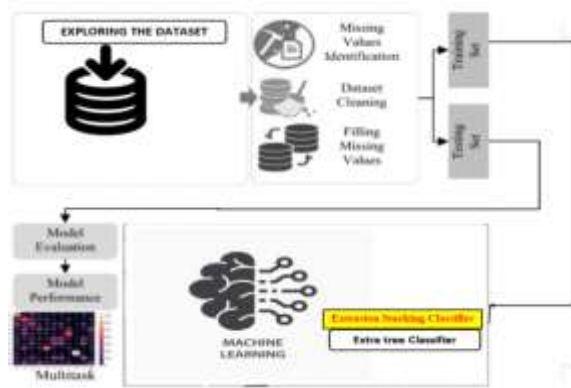 EXPLORING THE DATASET
Missing
Values
Identification
Dataset
Cleaning
Filling
Missing
Values
Training
Set
Testing
Set
Model
Evaluation
Model
Performance
Multitask
MACHINE
LEARNING
Extension Stacking Classifier
Extra tree Classifier